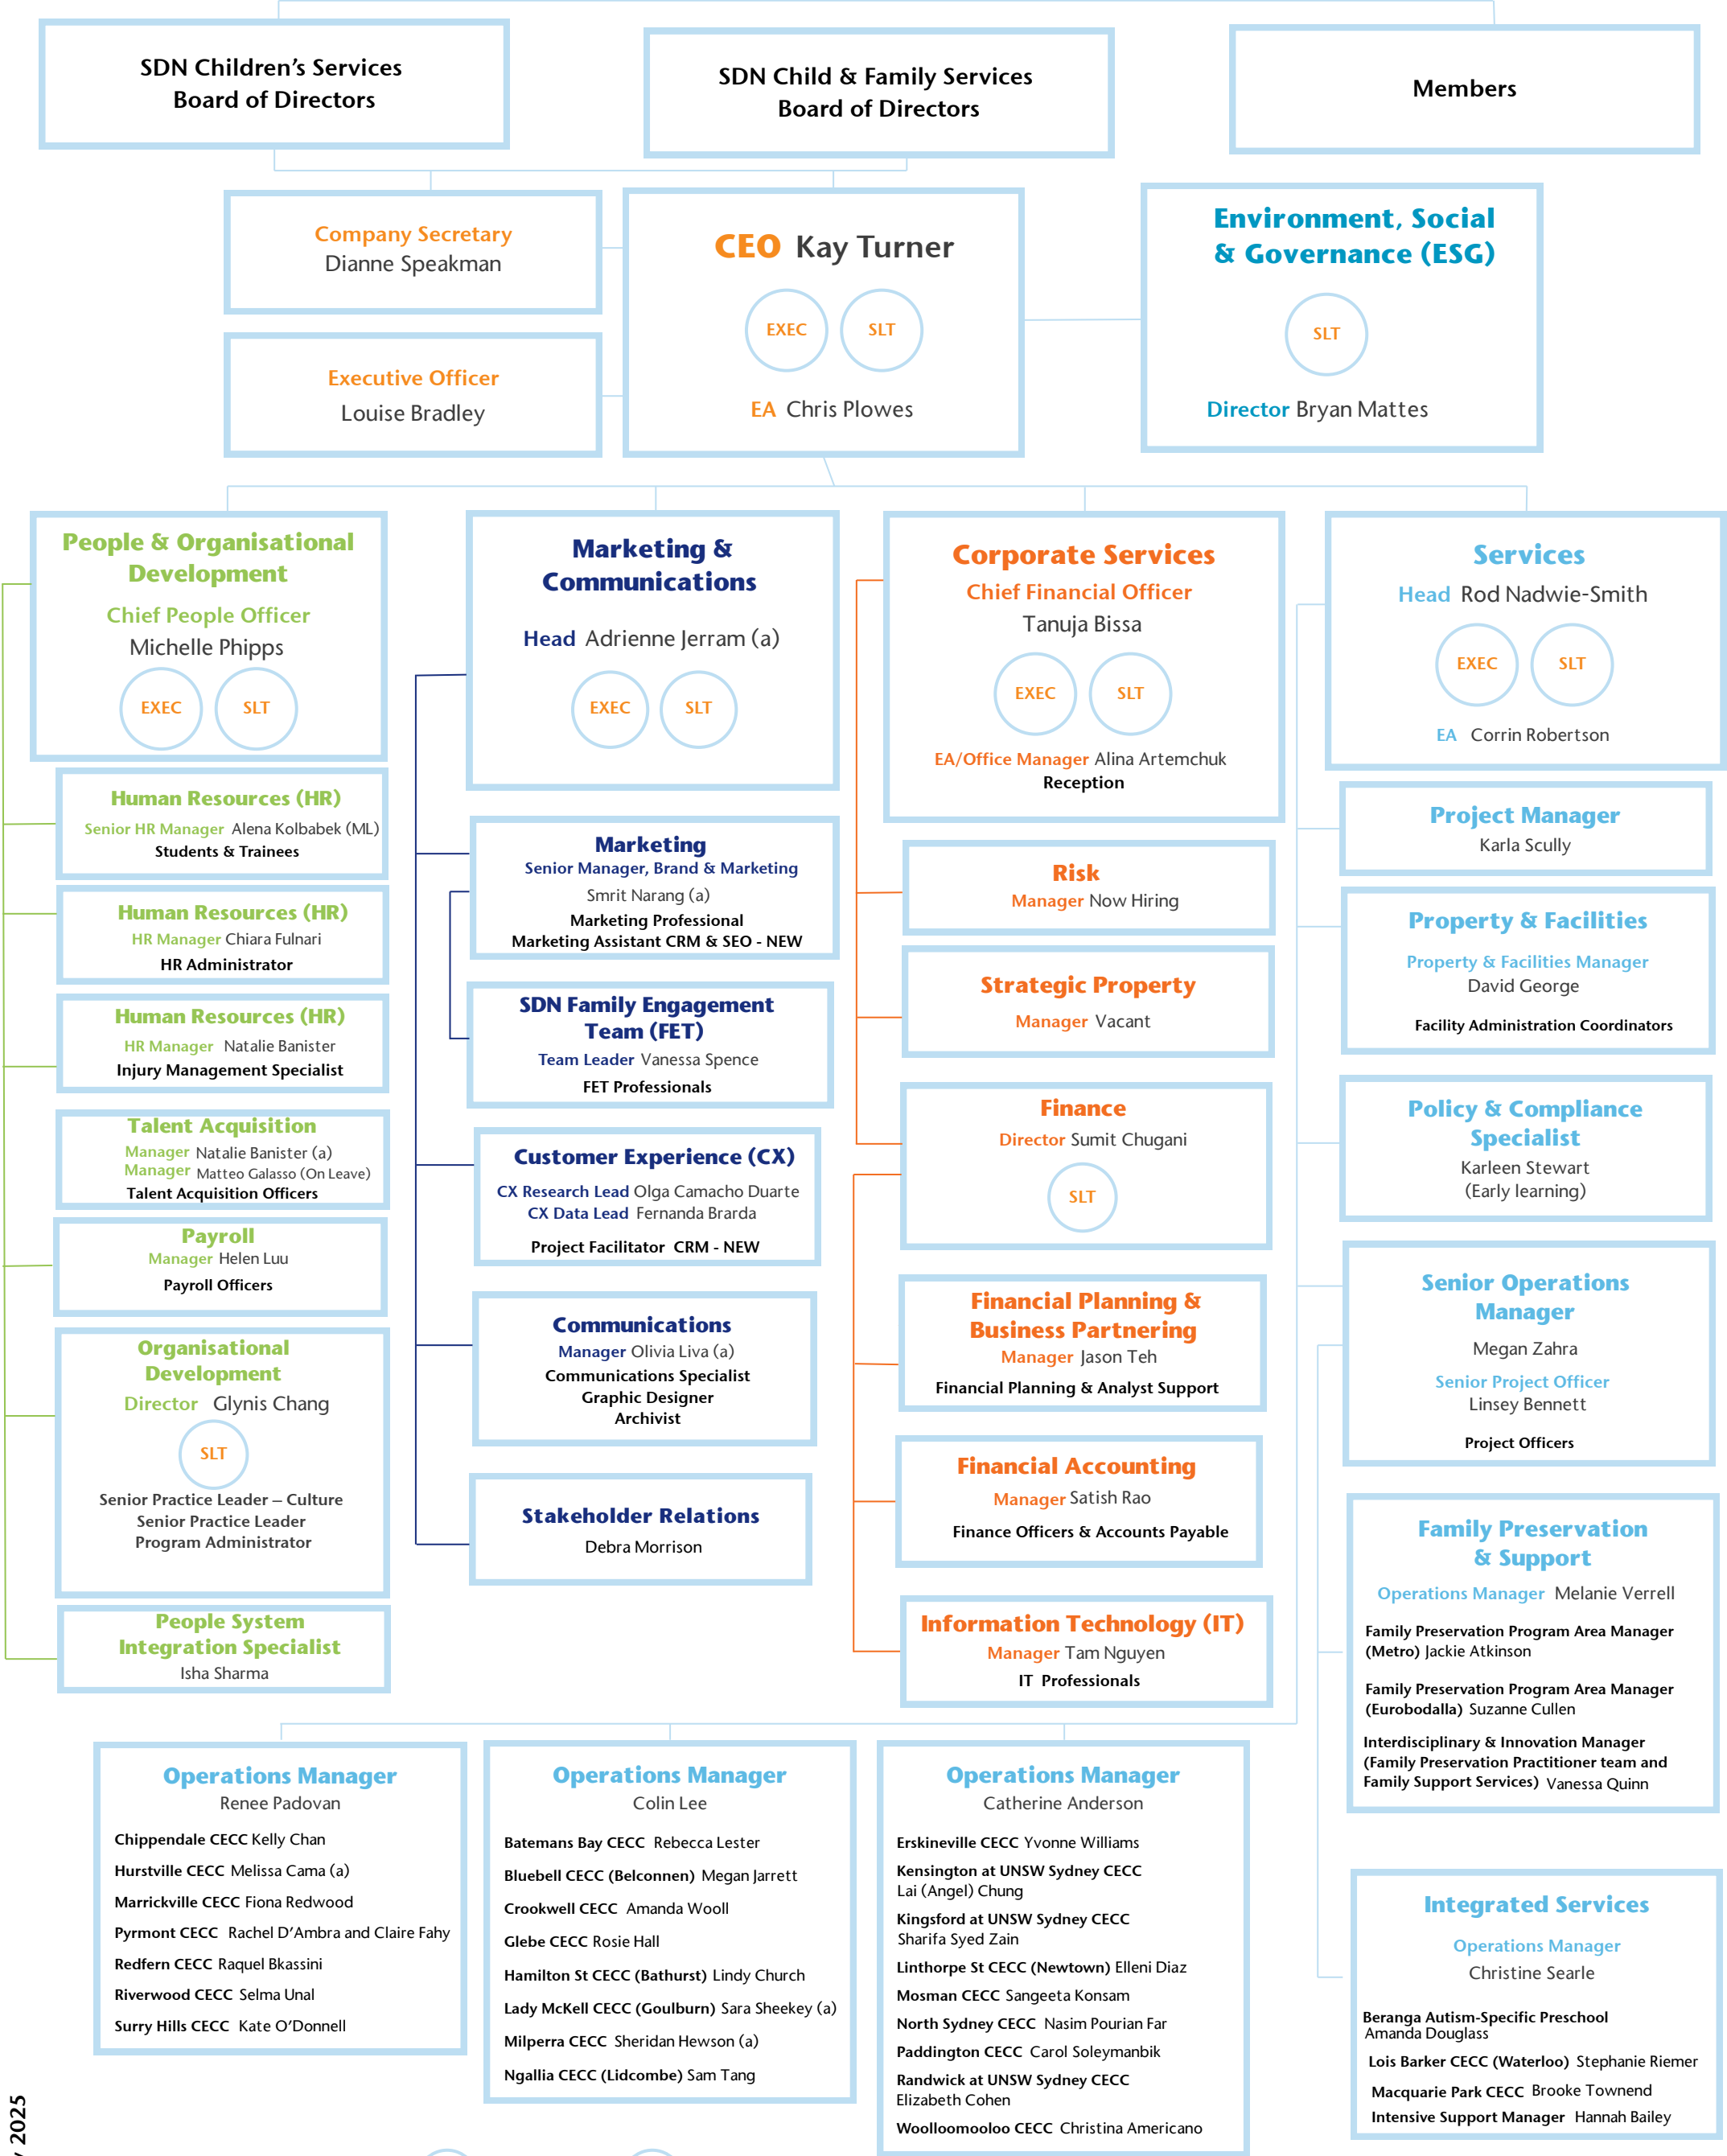 SDN Children’s Services
Board of Directors
SDN Child & Family Services
Board of Directors
Members
Company Secretary
Dianne Speakman
Executive Officer
Louise Bradley
CEO Kay Turner
EXEC SLT
EA Chris Plowes
Environment, Social
& Governance (ESG)
SLT
Director Bryan Mattes
People & Organisational
Development
Chief People Officer
Michelle Phipps
EXEC SLT
Human Resources (HR)
Senior HR Manager Alena Kolbabek (ML)
Students & Trainees
Human Resources (HR)
HR Manager Chiara Fulnari
HR Administrator
Human Resources (HR)
HR Manager Natalie Banister
Injury Management Specialist
Talent Acquisition
Manager Natalie Banister (a)
Manager Matteo Galasso (On Leave)
Talent Acquisition Officers
Payroll
Manager Helen Luu
Payroll Officers
Organisational
Development
Director Glynis Chang
SLT
Senior Practice Leader – Culture
Senior Practice Leader
Program Administrator
People System
Integration Specialist
Isha Sharma
Marketing &
Communications
Head Adrienne Jerram (a)
EXEC SLT
Marketing
Senior Manager, Brand & Marketing
Smrit Narang (a)
Marketing Professional
Marketing Assistant CRM & SEO - NEW
SDN Family Engagement
Team (FET)
Team Leader Vanessa Spence
FET Professionals
Customer Experience (CX)
CX Research Lead Olga Camacho Duarte
CX Data Lead Fernanda Brarda
Project Facilitator CRM - NEW
Communications
Manager Olivia Liva (a)
Communications Specialist
Graphic Designer
Archivist
Stakeholder Relations
Debra Morrison
Corporate Services
Chief Financial Officer
Tanuja Bissa
EXEC SLT
EA/Office Manager Alina Artemchuk
Reception
Risk
Manager Now Hiring
Strategic Property
Manager Vacant
Finance
Director Sumit Chugani
SLT
Financial Planning &
Business Partnering
Manager Jason Teh
Financial Planning & Analyst Support
Financial Accounting
Manager Satish Rao
Finance Officers & Accounts Payable
Information Technology (IT)
Manager Tam Nguyen
IT Professionals
Services
Head Rod Nadwie-Smith
EXEC SLT
EA Corrin Robertson
Project Manager
Karla Scully
Property & Facilities
Property & Facilities Manager
David George
Facility Administration Coordinators
Policy & Compliance
Specialist
Karleen Stewart
(Early learning)
Senior Operations
Manager
Megan Zahra
Senior Project Officer
Linsey Bennett
Project Officers
Family Preservation
& Support
Operations Manager Melanie Verrell
Family Preservation Program Area Manager
(Metro) Jackie Atkinson
Family Preservation Program Area Manager
(Eurobodalla) Suzanne Cullen
Interdisciplinary & Innovation Manager
(Family Preservation Practitioner team and
Family Support Services) Vanessa Quinn
Integrated Services
Operations Manager
Christine Searle
Beranga Autism-Specific Preschool
Amanda Douglass
Lois Barker CECC (Waterloo) Stephanie Riemer
Macquarie Park CECC Brooke Townend
Intensive Support Manager Hannah Bailey
Operations Manager
Renee Padovan
Chippendale CECC Kelly Chan
Hurstville CECC Melissa Cama (a)
Marrickville CECC Fiona Redwood
Pyrmont CECC Rachel D’Ambra and Claire Fahy
Redfern CECC Raquel Bkassini
Riverwood CECC Selma Unal
Surry Hills CECC Kate O’Donnell
Operations Manager
Colin Lee
Batemans Bay CECC Rebecca Lester
Bluebell CECC (Belconnen) Megan Jarrett
Crookwell CECC Amanda Wooll
Glebe CECC Rosie Hall
Hamilton St CECC (Bathurst) Lindy Church
Lady McKell CECC (Goulburn) Sara Sheekey (a)
Milperra CECC Sheridan Hewson (a)
Ngallia CECC (Lidcombe) Sam Tang
Operations Manager
Catherine Anderson
Erskineville CECC Yvonne Williams
Kensington at UNSW Sydney CECC
Lai (Angel) Chung
Kingsford at UNSW Sydney CECC
Sharifa Syed Zain
Linthorpe St CECC (Newtown) Elleni Diaz
Mosman CECC Sangeeta Konsam
North Sydney CECC Nasim Pourian Far
Paddington CECC Carol Soleymanbik
Randwick at UNSW Sydney CECC
Elizabeth Cohen
Woolloomooloo CECC Christina Americano
2025